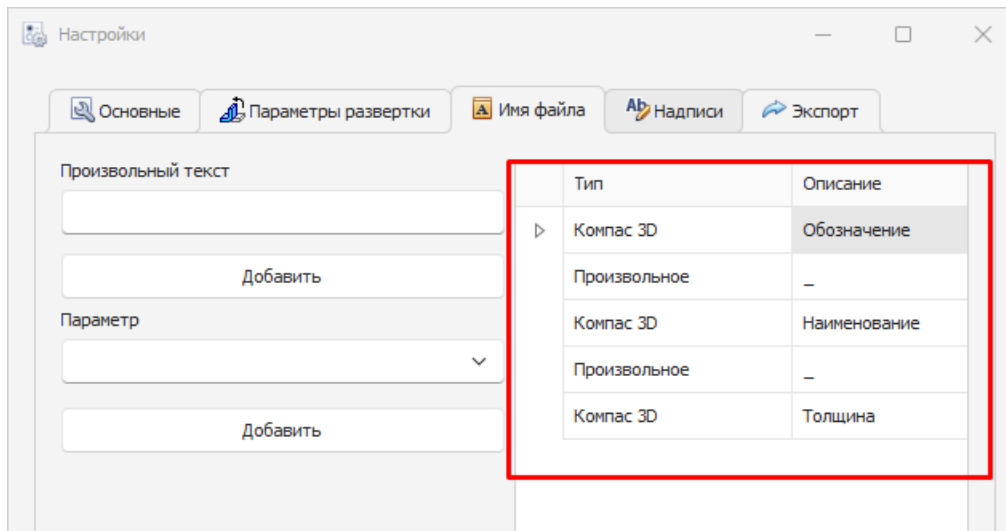 Настройки
Основные Параметры развертки Имя файла Надписи Экспорт
Произвольный текст
Добавить
Параметр
Добавить
Тип Описание
Компас 3D Обозначение
Произвольное _
Компас 3D Наименование
Произвольное _
Компас 3D Толщина